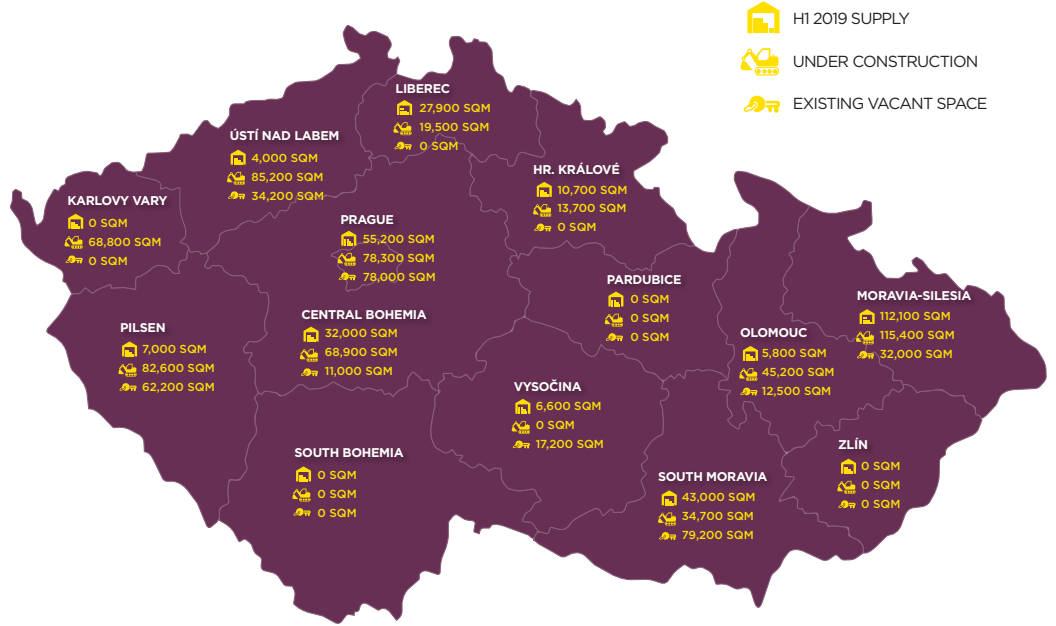 H1 2019 SUPPLY
UNDER CONSTRUCTION
EXISTING VACANT SPACE
LIBEREC
27,900 SQM
19,500 SQM
0 SQM
ÚSTÍ NAD LABEM
4,000 SQM
85,200 SQM
34,200 SQM
HR. KRÁLOVÉ
10,700 SQM
13,700 SQM
0 SQM
KARLOVY VARY
0 SQM
68,800 SQM
0 SQM
PRAGUE
55,200 SQM
78,300 SQM
78,000 SQM
PARDUBICE
0 SQM
0 SQM
0 SQM
MORAVIA-SILESIA
112,100 SQM
115,400 SQM
32,000 SQM
CENTRAL BOHEMIA
32,000 SQM
68,900 SQM
11,000 SQM
PILSEN
7,000 SQM
82,600 SQM
62,200 SQM
OLOMOUC
5,800 SQM
45,200 SQM
12,500 SQM
VYSOČINA
6,600 SQM
0 SQM
17,200 SQM
ZLÍN
0 SQM
0 SQM
0 SQM
SOUTH BOHEMIA
0 SQM
0 SQM
0 SQM
SOUTH MORAVIA
43,000 SQM
34,700 SQM
79,200 SQM